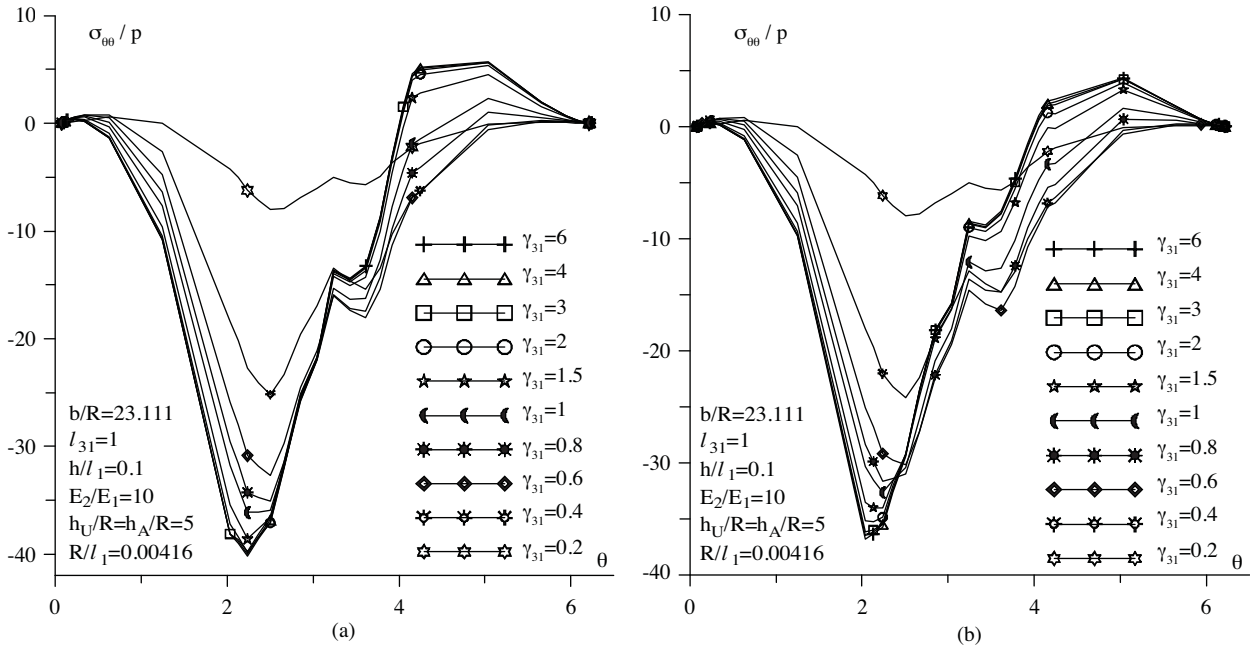 10
0
-10
-20
-30
-40
σθθ / p
γ31=6
γ31=4
γ31=3
γ31=2
γ31=1.5
γ31=1
γ31=0.8
γ31=0.6
γ31=0.4
γ31=0.2
b/R=23.111
l31=1
h/l1=0.1
E2/E1=10
hU/R=hA/R=5
R/l1=0.00416
θ
0 2 4 6
(a)
10
0
-10
-20
-30
-40
σθθ / p
γ31=6
γ31=4
γ31=3
γ31=2
γ31=1.5
γ31=1
γ31=0.8
γ31=0.6
γ31=0.4
γ31=0.2
b/R=23.111
l31=1
h/l1=0.1
E2/E1=10
hU/R=hA/R=5
R/l1=0.00416
θ
0 2 4 6
(b)